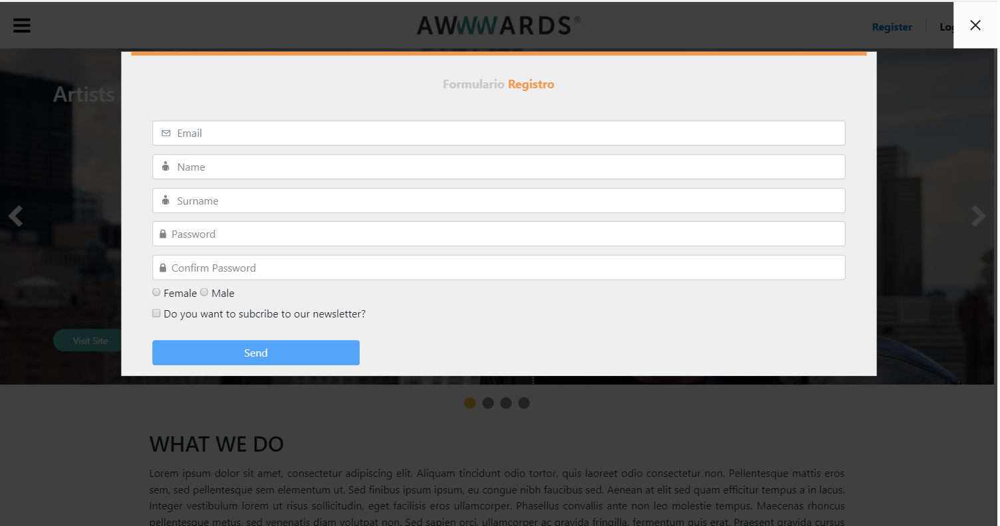 AWWWARDS®
Register
Artists
Formulario Registro
Email
Name
Surname
Password
Confirm Password
Female Male
Do you want to subcribe to our newsletter?
Visit Site
Send
WHAT WE DO
Lorem ipsum dolor sit amet, consectetur adipiscing elit. Aliquam tincidunt odio tortor, quis laoreet odio consectetur non. Pellentesque mattis eros
sem, sed pellentesque sem elementum ut. Sed finibus ipsum ipsum, eu congue nibh faucibus sed. Aenean at elit sed quam efficitur tempus a in lacus.
Integer vestibulum lorem ut risus sollicitudin, eget facilisis eros ullamcorper. Phasellus convallis ante non leo molestie tempus. Maecenas rhoncus
pellentesque metus, sed venenatis diam volutpat non. Sed sapien orci, ullamcorper ac gravida fringilla, fermentum quis erat. Praesent gravida cursus